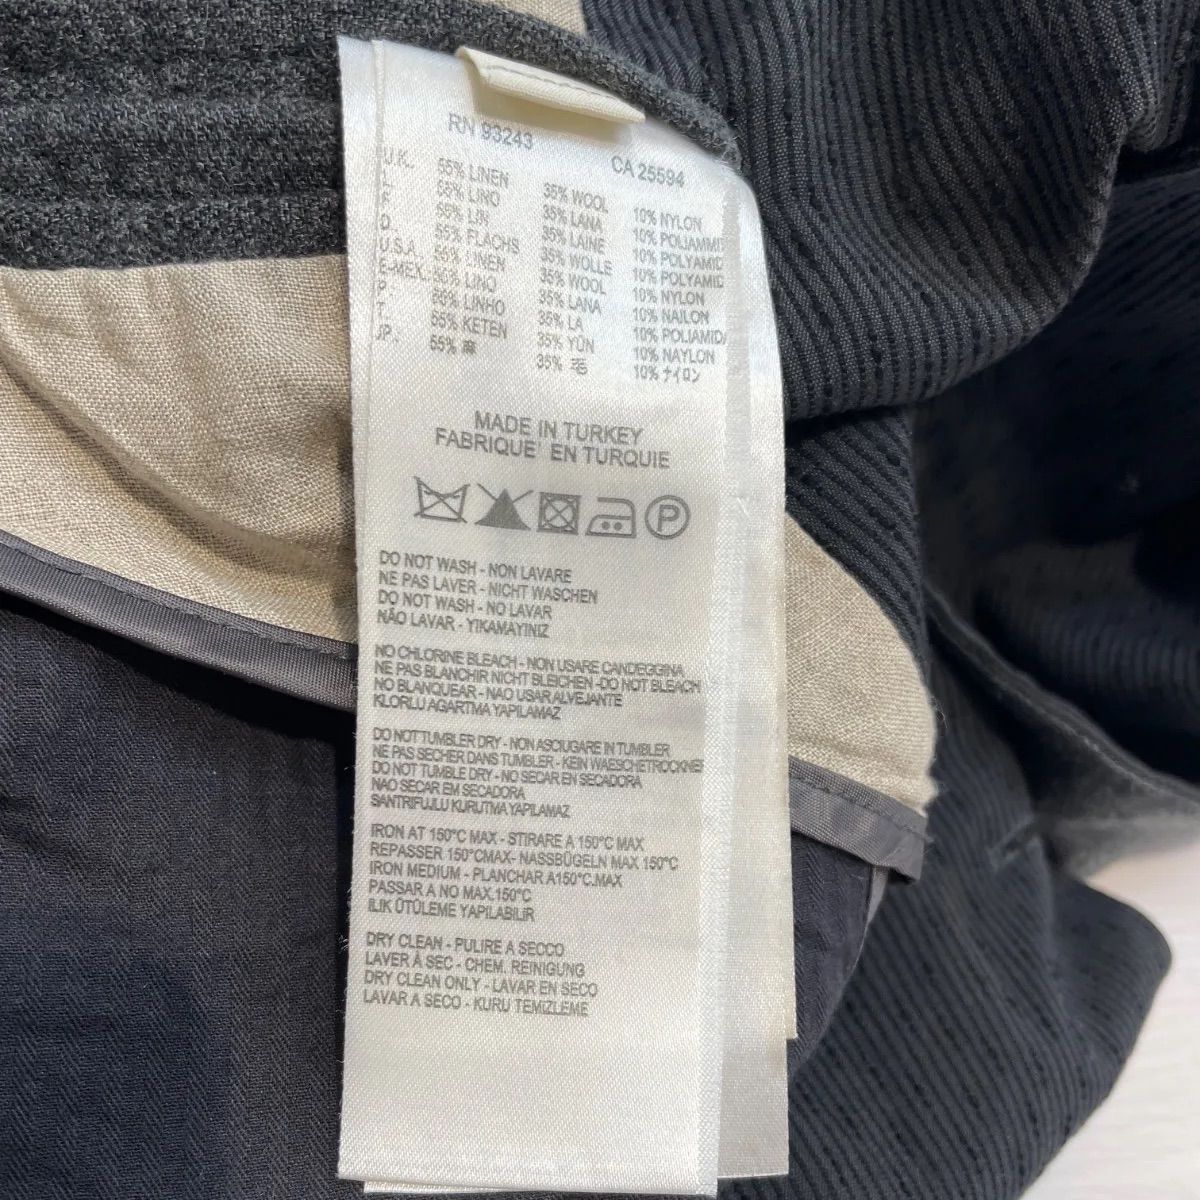 RN 93243 CA 25594
U.K.: 55% LINEN 35% WOOL 10% NYLON
I. 55% LINO 35% LANA 10% POLIAMMID
F. 55% LIN 35% LAINE 10% POLYAMID
D. 55% FLACHS 35% WOLLE 10% POLYAMID
U.S.A. 55% LINEN 35% WOOL 10% NYLON
E-MEX. 55% LINO 35% LANA 10% NAILON
P. 55% LINHO 35% LA 10% POLIAMIDA
T. 55% KETEN 35% YÜN 10% NAYLON
JP.: 55% 麻 35% 毛 10% ナイロン
MADE IN TURKEY
FABRIQUE' EN TURQUIE
P
DO NOT WASH - NON LAVARE
NE PAS LAVER - NICHT WASCHEN
DO NOT WASH - NO LAVAR
NÃO LAVAR - YIKAMAYINIZ
NO CHLORINE BLEACH - NON USARE CANDEGGINA
NE PAS BLANCHIR NICHT BLEICHEN - DO NOT BLEACH
NO BLANQUEAR - NAO USAR ALVEJANTE
KLORLU AGARTMA YAPILAMAZ
DO NOT TUMBLER DRY - NON ASCIUGARE IN TUMBLER
NE PAS SECHER DANS TUMBLER - KEIN WAESCHETROCKNER
DO NOT TUMBLE DRY - NO SECAR EN SECADORA
NAO SECAR EM SECADORA
SANTRIFUJLU KURUTMA YAPILAMAZ
IRON AT 150°C MAX - STIRARE A 150°C MAX
REPASSER 150°CMAX- NASSBÜGELN MAX 150°C
IRON MEDIUM - PLANCHAR A150°C.MAX
PASSAR A NO MAX.150°C
ILIK ÜTÜLEME YAPILABILIR
DRY CLEAN - PULIRE A SECCO
LAVER À SEC - CHEM. REINIGUNG
DRY CLEAN ONLY - LAVAR EN SECO
LAVAR A SECO - KURU TEMIZLEME